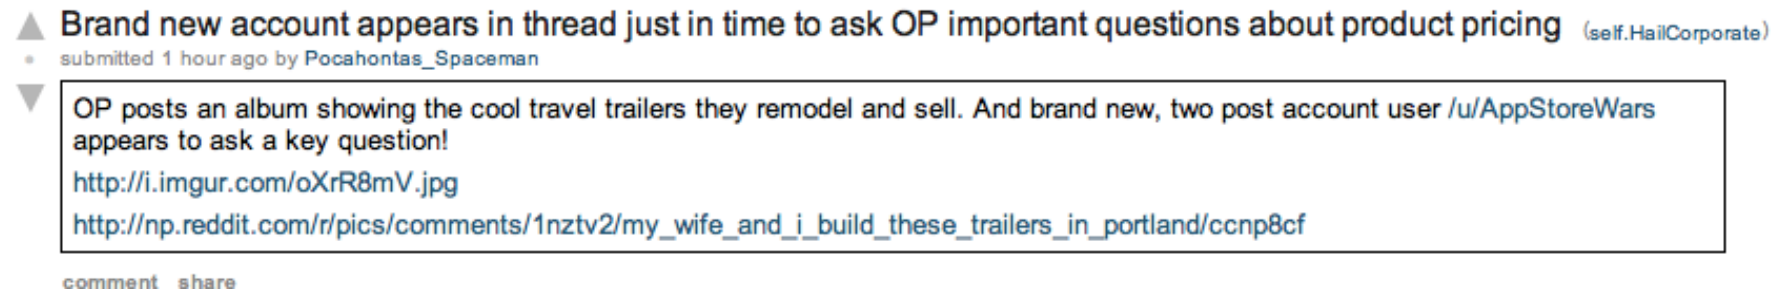 Brand new account appears in thread just in time to ask OP important questions about product pricing (self.HailCorporate)
submitted 1 hour ago by Pocahontas_Spaceman
OP posts an album showing the cool travel trailers they remodel and sell. And brand new, two post account user /u/AppStoreWars
appears to ask a key question!
http://i.imgur.com/oXrR8mV.jpg
http://np.reddit.com/r/pics/comments/1nztv2/my_wife_and_i_build_these_trailers_in_portland/ccnp8cf
comment share